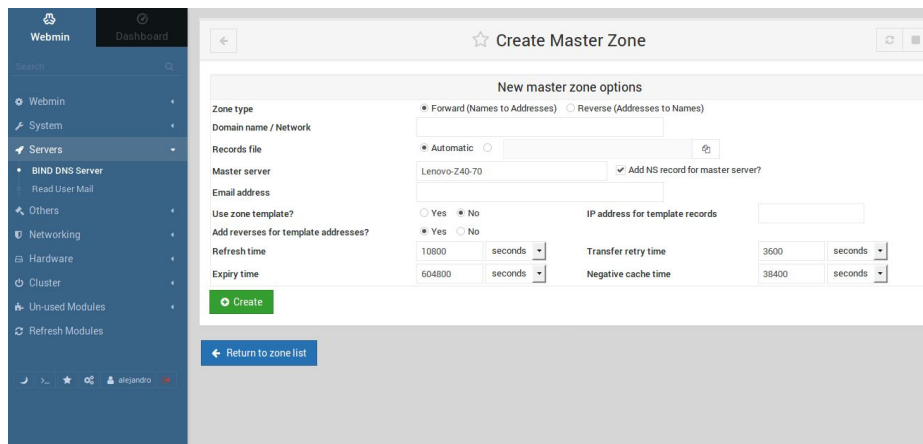 Webmin
Dashboard
Search
Webmin
System
Servers
BIND DNS Server
Read User Mail
Others
Networking
Hardware
Cluster
Un-used Modules
Refresh Modules
alejandro
Create Master Zone
New master zone options
Zone type Forward (Names to Addresses) Reverse (Addresses to Names)
Domain name / Network
Records file Automatic
Master server Lenovo-Z40-70 Add NS record for master server?
Email address
Use zone template? Yes No IP address for template records
Add reverses for template addresses? Yes No
Refresh time 10800 seconds Transfer retry time 3600 seconds
Expiry time 604800 seconds Negative cache time 38400 seconds
Create
Return to zone list